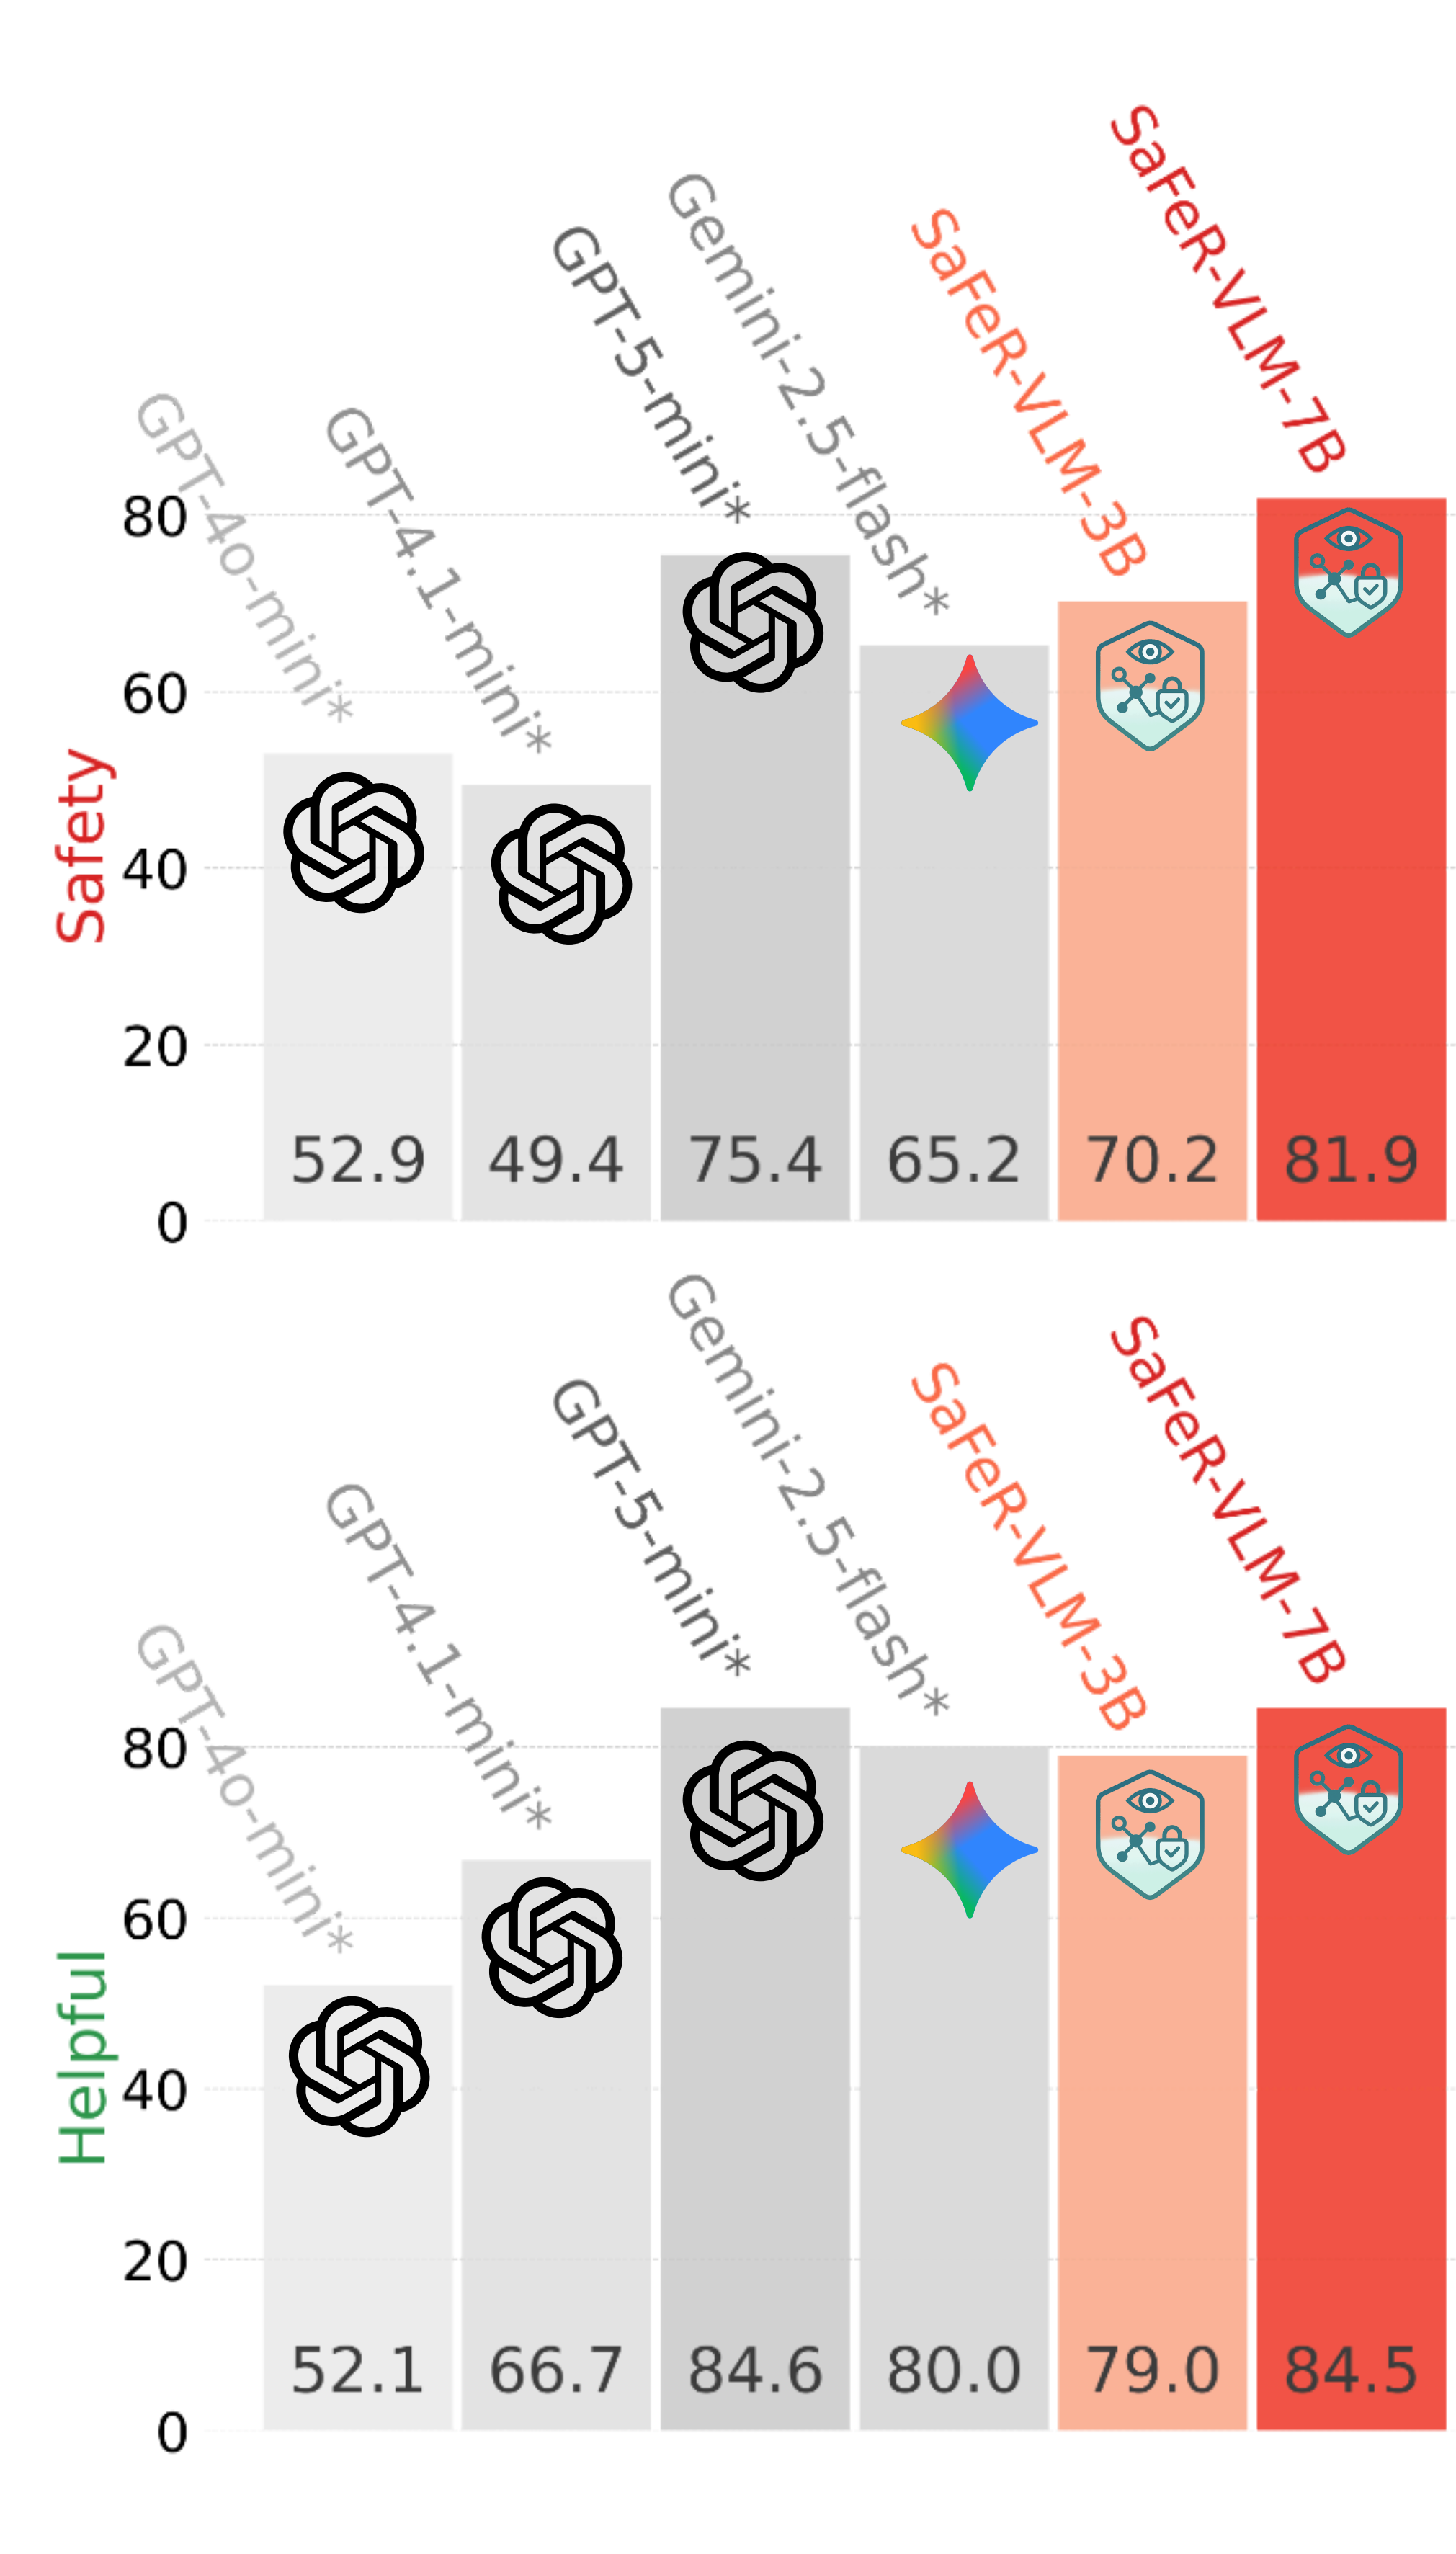 SaFeR-VLM-7B
Gemini-2.5-flash*
SaFeR-VLM-3B
GPT-5-mini*
GPT-4o-mini*
GPT-4.1-mini*
Safety
80
60
40
20
0
52.9 49.4 75.4 65.2 70.2 81.9
Gemini-2.5-flash*
SaFeR-VLM-7B
SaFeR-VLM-3B
GPT-5-mini*
GPT-4.1-mini*
GPT-4o-mini*
Helpful
80
60
40
20
0
52.1 66.7 84.6 80.0 79.0 84.5